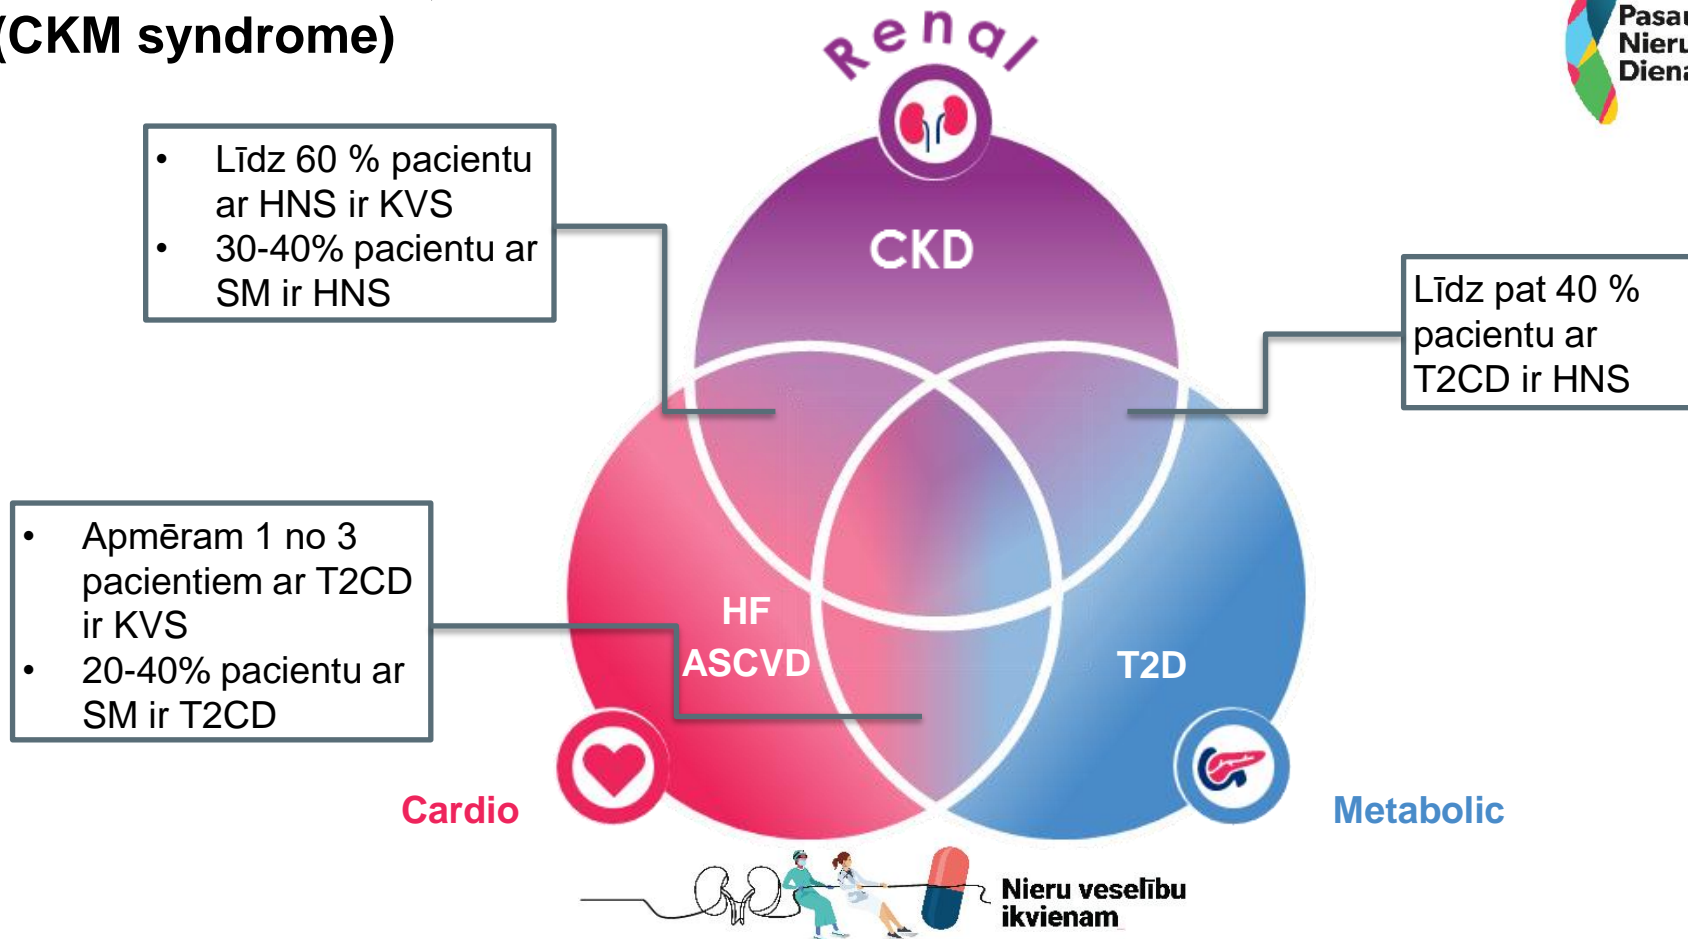 (CKM syndrome)
Renal
Pasau
Nieru
Diena
• Līdz 60 % pacientu
ar HNS ir KVS
• 30-40% pacientu ar
SM ir HNS
CKD
Līdz pat 40 %
pacientu ar
T2CD ir HNS
• Apmēram 1 no 3
pacientiem ar T2CD
ir KVS
• 20-40% pacientu ar
SM ir T2CD
HF
ASCVD
T2D
Cardio
Metabolic
Nieru veselību
ikvienam